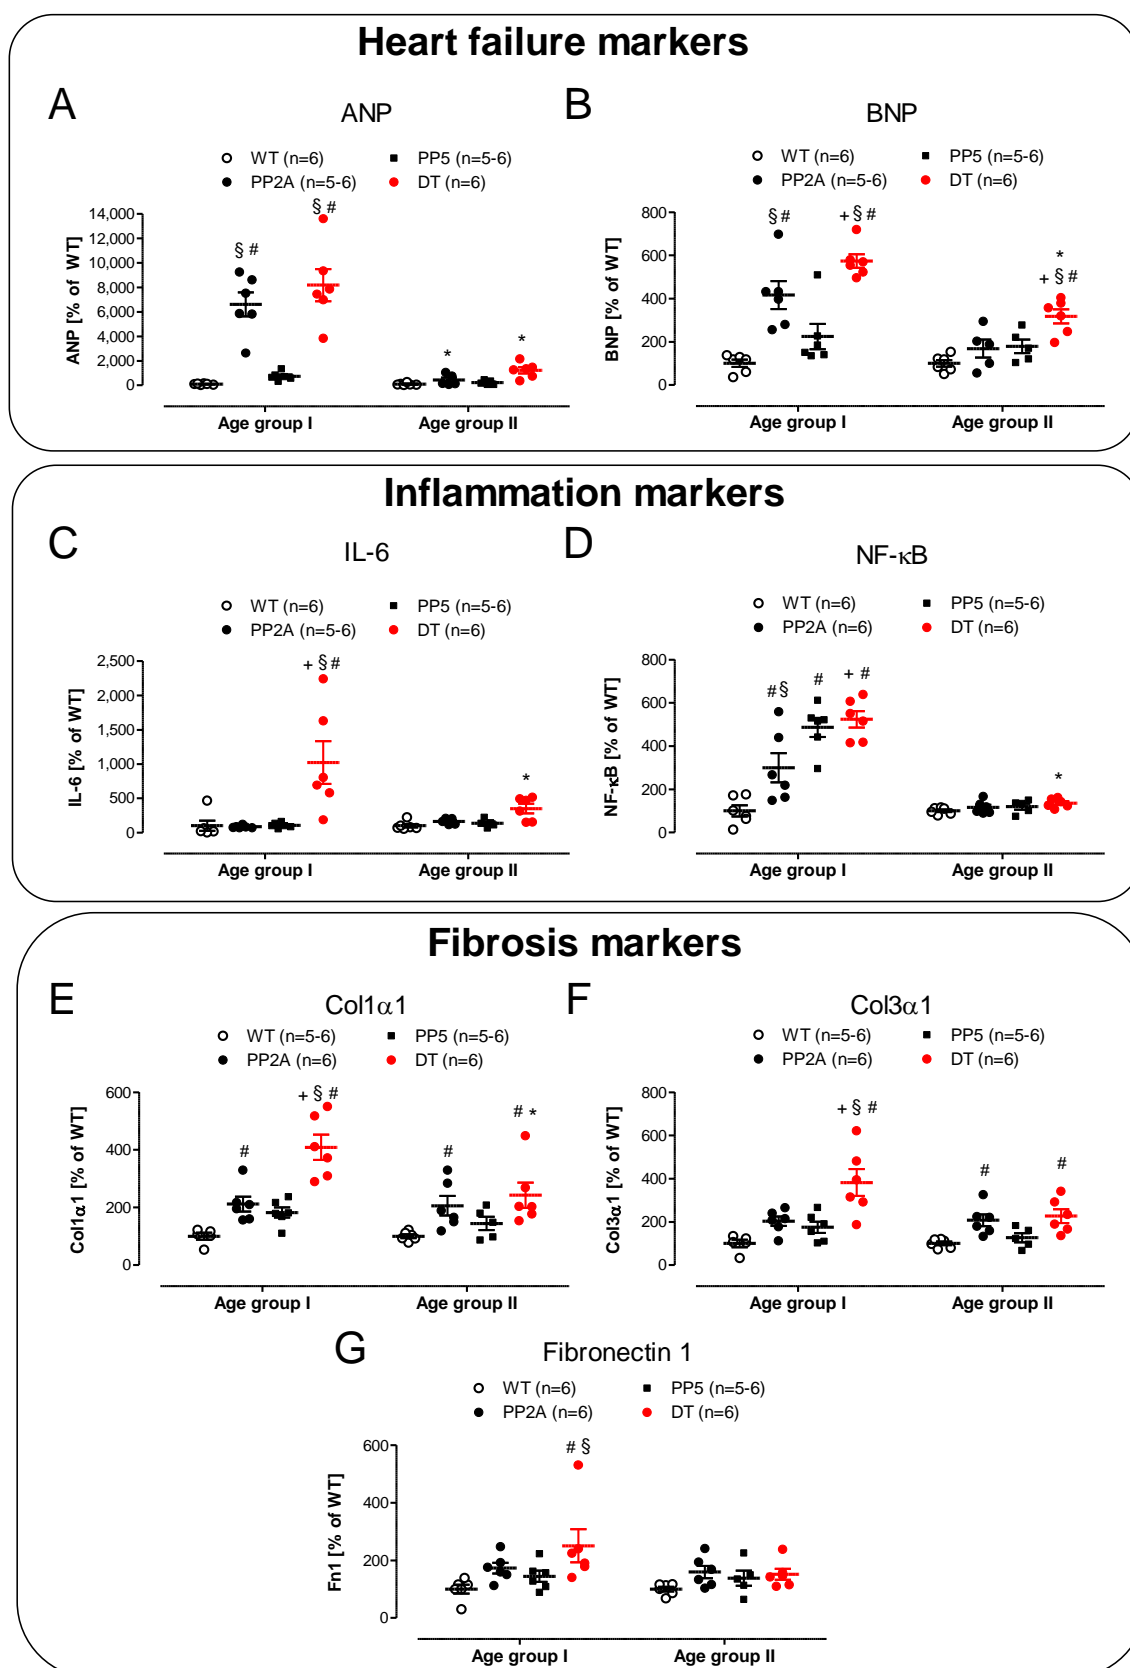 Heart failure markers
A
ANP
WT (n=6)
PP5 (n=5-6)
PP2A (n=5-6)
DT (n=6)
ANP [% of WT]
14,000
12,000
10,000
8,000
6,000
4,000
2,000
0
§ #
§ #
*
*
Age group I
Age group II
B
BNP
WT (n=6)
PP5 (n=5-6)
PP2A (n=5-6)
DT (n=6)
BNP [% of WT]
800
600
400
200
0
§ #
+ § #
*
+ § #
Age group I
Age group II
Inflammation markers
C
IL-6
WT (n=6)
PP5 (n=5-6)
PP2A (n=5-6)
DT (n=6)
IL-6 [% of WT]
2,500
2,000
1,500
1,000
500
0
+ § #
*
Age group I
Age group II
D
NF-κB
WT (n=6)
PP5 (n=5-6)
PP2A (n=6)
DT (n=6)
NF-κB [% of WT]
800
600
400
200
0
# §
#
+ #
*
Age group I
Age group II
Fibrosis markers
E
Col1α1
WT (n=5-6)
PP5 (n=5-6)
PP2A (n=6)
DT (n=6)
Col1α1 [% of WT]
600
400
200
0
#
+ § #
#
# *
Age group I
Age group II
F
Col3α1
WT (n=5-6)
PP5 (n=5-6)
PP2A (n=6)
DT (n=6)
Col3α1 [% of WT]
800
600
400
200
0
+ § #
#
#
Age group I
Age group II
G
Fibronectin 1
WT (n=6)
PP5 (n=5-6)
PP2A (n=6)
DT (n=6)
Fn1 [% of WT]
600
400
200
0
# §
Age group I
Age group II